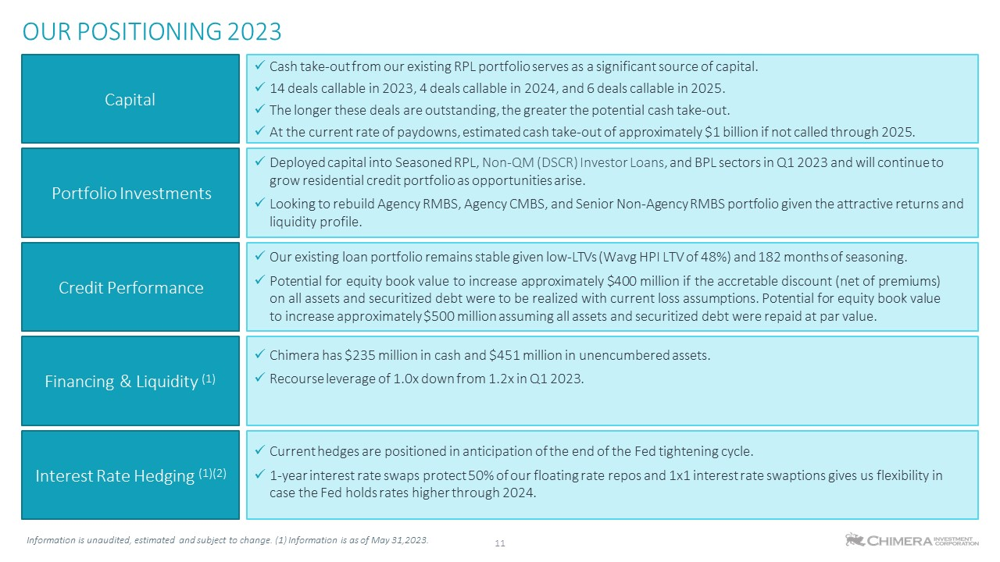 OUR POSITIONING 2023
Capital
✓ Cash take-out from our existing RPL portfolio serves as a significant source of capital.
✓ 14 deals callable in 2023, 4 deals callable in 2024, and 6 deals callable in 2025.
✓ The longer these deals are outstanding, the greater the potential cash take-out.
✓ At the current rate of paydowns, estimated cash take-out of approximately $1 billion if not called through 2025.
Portfolio Investments
✓ Deployed capital into Seasoned RPL, Non-QM (DSCR) Investor Loans, and BPL sectors in Q1 2023 and will continue to
grow residential credit portfolio as opportunities arise.
✓ Looking to rebuild Agency RMBS, Agency CMBS, and Senior Non-Agency RMBS portfolio given the attractive returns and
liquidity profile.
Credit Performance
✓ Our existing loan portfolio remains stable given low-LTVs (Wavg HPI LTV of 48%) and 182 months of seasoning.
✓ Potential for equity book value to increase approximately $400 million if the accretable discount (net of premiums)
on all assets and securitized debt were to be realized with current loss assumptions. Potential for equity book value
to increase approximately $500 million assuming all assets and securitized debt were repaid at par value.
Financing & Liquidity (1)
✓ Chimera has $235 million in cash and $451 million in unencumbered assets.
✓ Recourse leverage of 1.0x down from 1.2x in Q1 2023.
Interest Rate Hedging (1)(2)
✓ Current hedges are positioned in anticipation of the end of the Fed tightening cycle.
✓ 1-year interest rate swaps protect 50% of our floating rate repos and 1x1 interest rate swaptions gives us flexibility in
case the Fed holds rates higher through 2024.
Information is unaudited, estimated and subject to change. (1) Information is as of May 31,2023.
11
CHIMERA INVESTMENT
CORPORATION